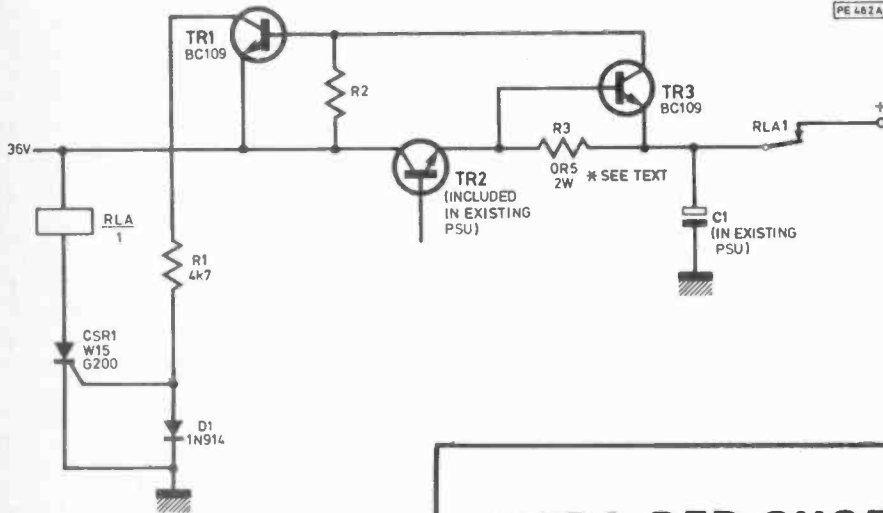 PE 462A
TR1
BC109
R2
TR3
BC109
RLA1
+
36V
R3
0R5
2W
* SEE TEXT
TR2
(INCLUDED
IN EXISTING
PSU)
C1
(IN EXISTING
PSU)
RLA
1
R1
4k7
CSR1
W15
G200
D1
1N914